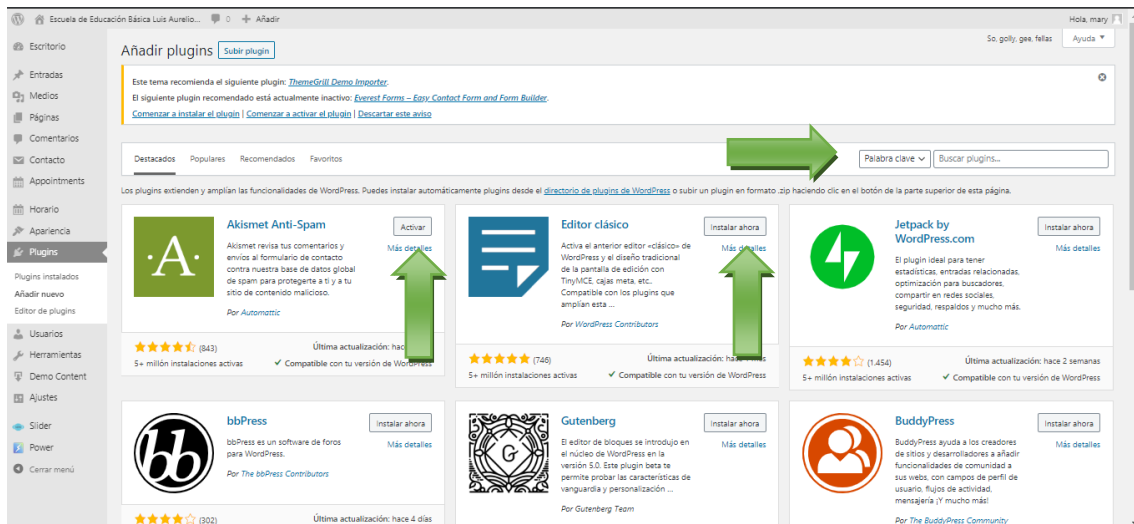 Escuela de Educación Básica Luis Aurelio... 0 + Añadir
Hola, mary
So, golly, gee, fellas
Ayuda
Escritorio
Entradas
Medios
Páginas
Comentarios
Contacto
Appointments
Horario
Apariencia
Plugins
Plugins instalados
Añadir nuevo
Editor de plugins
Usuarios
Herramientas
Demo Content
Ajustes
Slider
Power
Cerrar menú
Añadir plugins Subir plugin
Este tema recomienda el siguiente plugin: ThemeGrill Demo Importer.
El siguiente plugin recomendado está actualmente inactivo: Everest Forms – Easy Contact Form and Form Builder.
Comenzar a instalar el plugin | Comenzar a activar el plugin | Descartar este aviso
Destacados Populares Recomendados Favoritos
Palabra clave Buscar plugins...
Los plugins extienden y amplían las funcionalidades de WordPress. Puedes instalar automáticamente plugins desde el directorio de plugins de WordPress o subir un plugin en formato .zip haciendo clic en el botón de la parte superior de esta página.
·A·
Akismet Anti-Spam
Activar
Más detalles
Akismet revisa tus comentarios y
envíos al formulario de contacto
contra nuestra base de datos global
de spam para protegerte a ti y a tu
sitio de contenido malicioso.
Por Automattic
(843)
Última actualización:
5+ millón instalaciones activas
Compatible con tu versión de WordPress
Editor clásico
Instalar ahora
Más detalles
Activa el anterior editor «clásico» de
WordPress y el diseño tradicional
de la pantalla de edición con
TinyMCE, cajas meta, etc..
Compatible con los plugins que
amplían esta ...
Por WordPress Contributors
(746)
Última actualización:
5+ millón instalaciones activas
Compatible con tu versión de WordPress
Jetpack by
WordPress.com
Instalar ahora
Más detalles
El plugin ideal para tener
estadísticas, entradas relacionadas,
optimización para buscadores,
compartir en redes sociales,
seguridad, respaldos y mucho más.
Por Automattic
(1.454)
Última actualización: hace 2 semanas
5+ millón instalaciones activas
Compatible con tu versión de WordPress
bb
bbPress
Instalar ahora
Más detalles
bbPress es un software de foros
para WordPress.
Por The bbPress Contributors
(302)
Última actualización: hace 4 días
G
Gutenberg
Instalar ahora
Más detalles
El editor de bloques se introdujo en
el núcleo de WordPress en la
versión 5.0. Este plugin beta te
permite probar las características de
vanguardia y personalización ...
Por Gutenberg Team
BuddyPress
Instalar ahora
Más detalles
BuddyPress ayuda a los creadores
de sitios y desarrolladores a añadir
funcionalidades de comunidad a
sus webs, con campos de perfil de
usuario, flujos de actividad,
mensajería ¡Y mucho más!
Por The BuddyPress Community